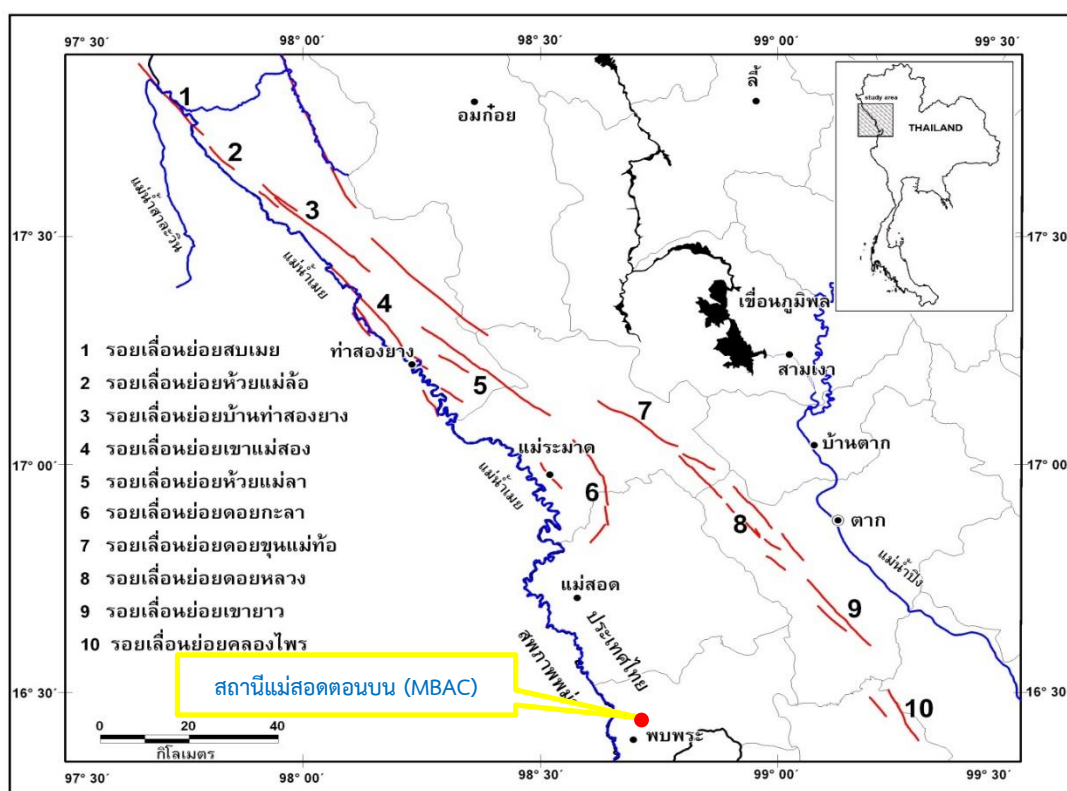 97° 30'
98° 00'
98° 30'
99° 00'
99° 30'
1
อมก๋อย
ลี้
study area
THAILAND
2
แม่น้ำสาละวิน
3
17° 30'
17° 30'
แม่น้ำเมย
4
เขื่อนภูมิพล
ท่าสองยาง
สามเงา
5
1 รอยเลื่อนย่อยสบเมย
2 รอยเลื่อนย่อยห้วยแม่ล้อ
3 รอยเลื่อนย่อยบ้านท่าสองยาง
4 รอยเลื่อนย่อยเขาแม่สอง
5 รอยเลื่อนย่อยห้วยแม่ลา
6 รอยเลื่อนย่อยดอยกะลา
7 รอยเลื่อนย่อยดอยขุนแม่ท้อ
8 รอยเลื่อนย่อยดอยหลวง
9 รอยเลื่อนย่อยเขายาว
10 รอยเลื่อนย่อยคลองไพร
7
บ้านตาก
17° 00'
17° 00'
แม่ระมาด
แม่น้ำเมย
6
8
ตาก
แม่น้ำปิง
แม่สอด
9
ประเทศไทย
สหภาพพม่า
สถานีแม่สอดตอนบน (MBAC)
16° 30'
16° 30'
10
พบพระ
0 20 40
กิโลเมตร
97° 30'
98° 00'
98° 30'
99° 00'
99° 30'